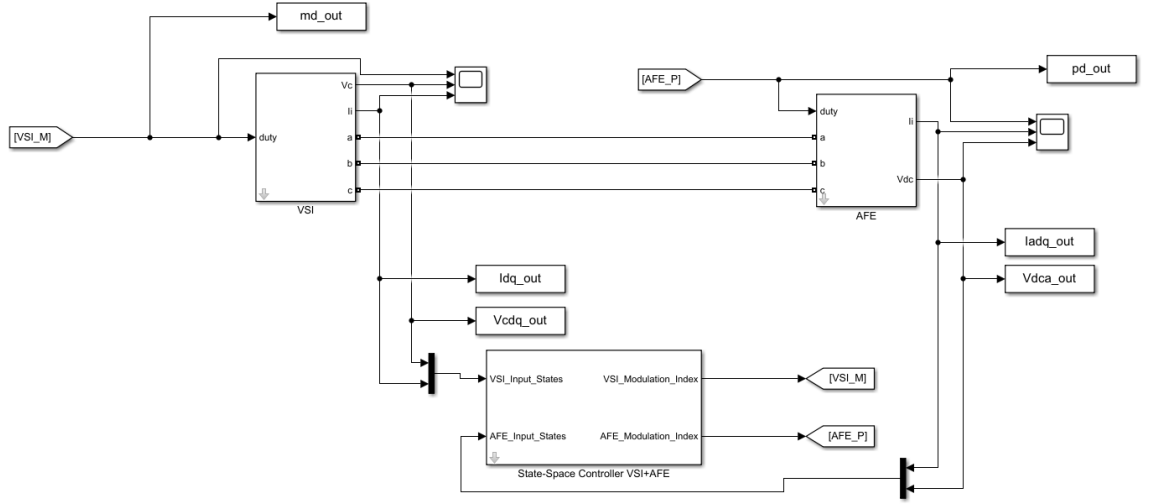 md_out
[VSI_M]
duty
Vc
Ii
a
b
c
VSI
[AFE_P]
pd_out
duty
a
b
c
Ii
Vdc
AFE
Iadq_out
Vdca_out
Idq_out
Vcdq_out
VSI_Input_States
VSI_Modulation_Index
AFE_Input_States
AFE_Modulation_Index
State-Space Controller VSI+AFE
[VSI_M]
[AFE_P]